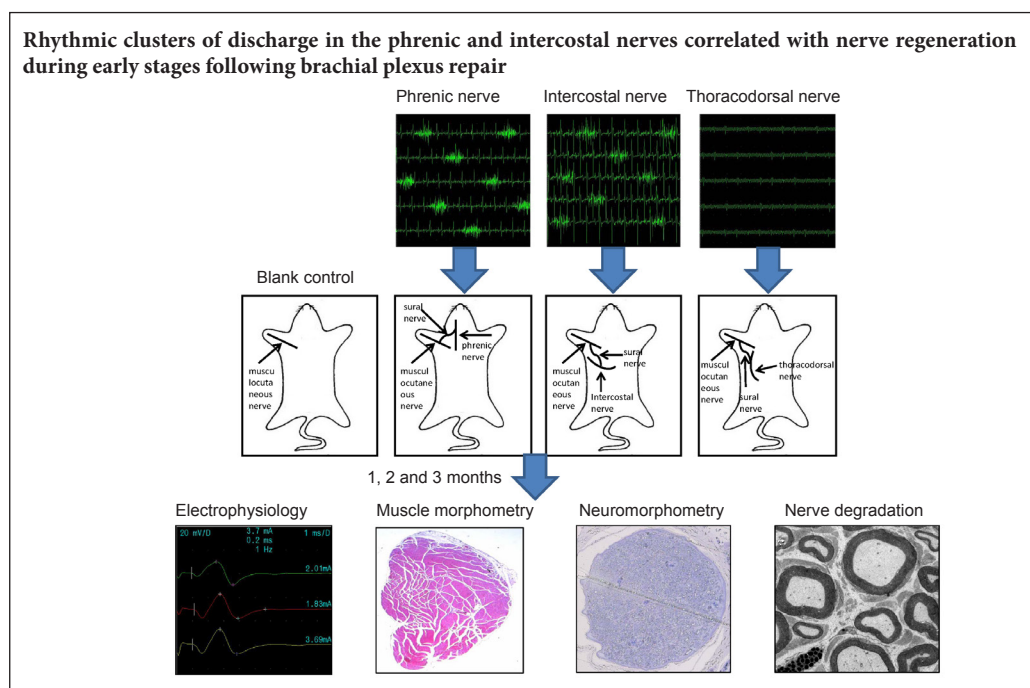 Rhythmic clusters of discharge in the phrenic and intercostal nerves correlated with nerve regeneration
during early stages following brachial plexus repair
Phrenic nerve
Intercostal nerve
Thoracodorsal nerve
Blank control
muscu
locuta
neous
nerve
sural
nerve
phrenic
nerve
muscul
ocutane
ous nerve
sural
nerve
muscul
ocutan
eous
nerve
Intercostal
nerve
muscul
ocutan
eous
nerve
thoracodorsal
nerve
sural
nerve
1, 2 and 3 months
Electrophysiology
Muscle morphometry
Neuromorphometry
Nerve degradation
20 mV/D
3.7 mA
1 ms/D
0.2 ms
1 Hz
2.01mA
1.83mA
3.69mA